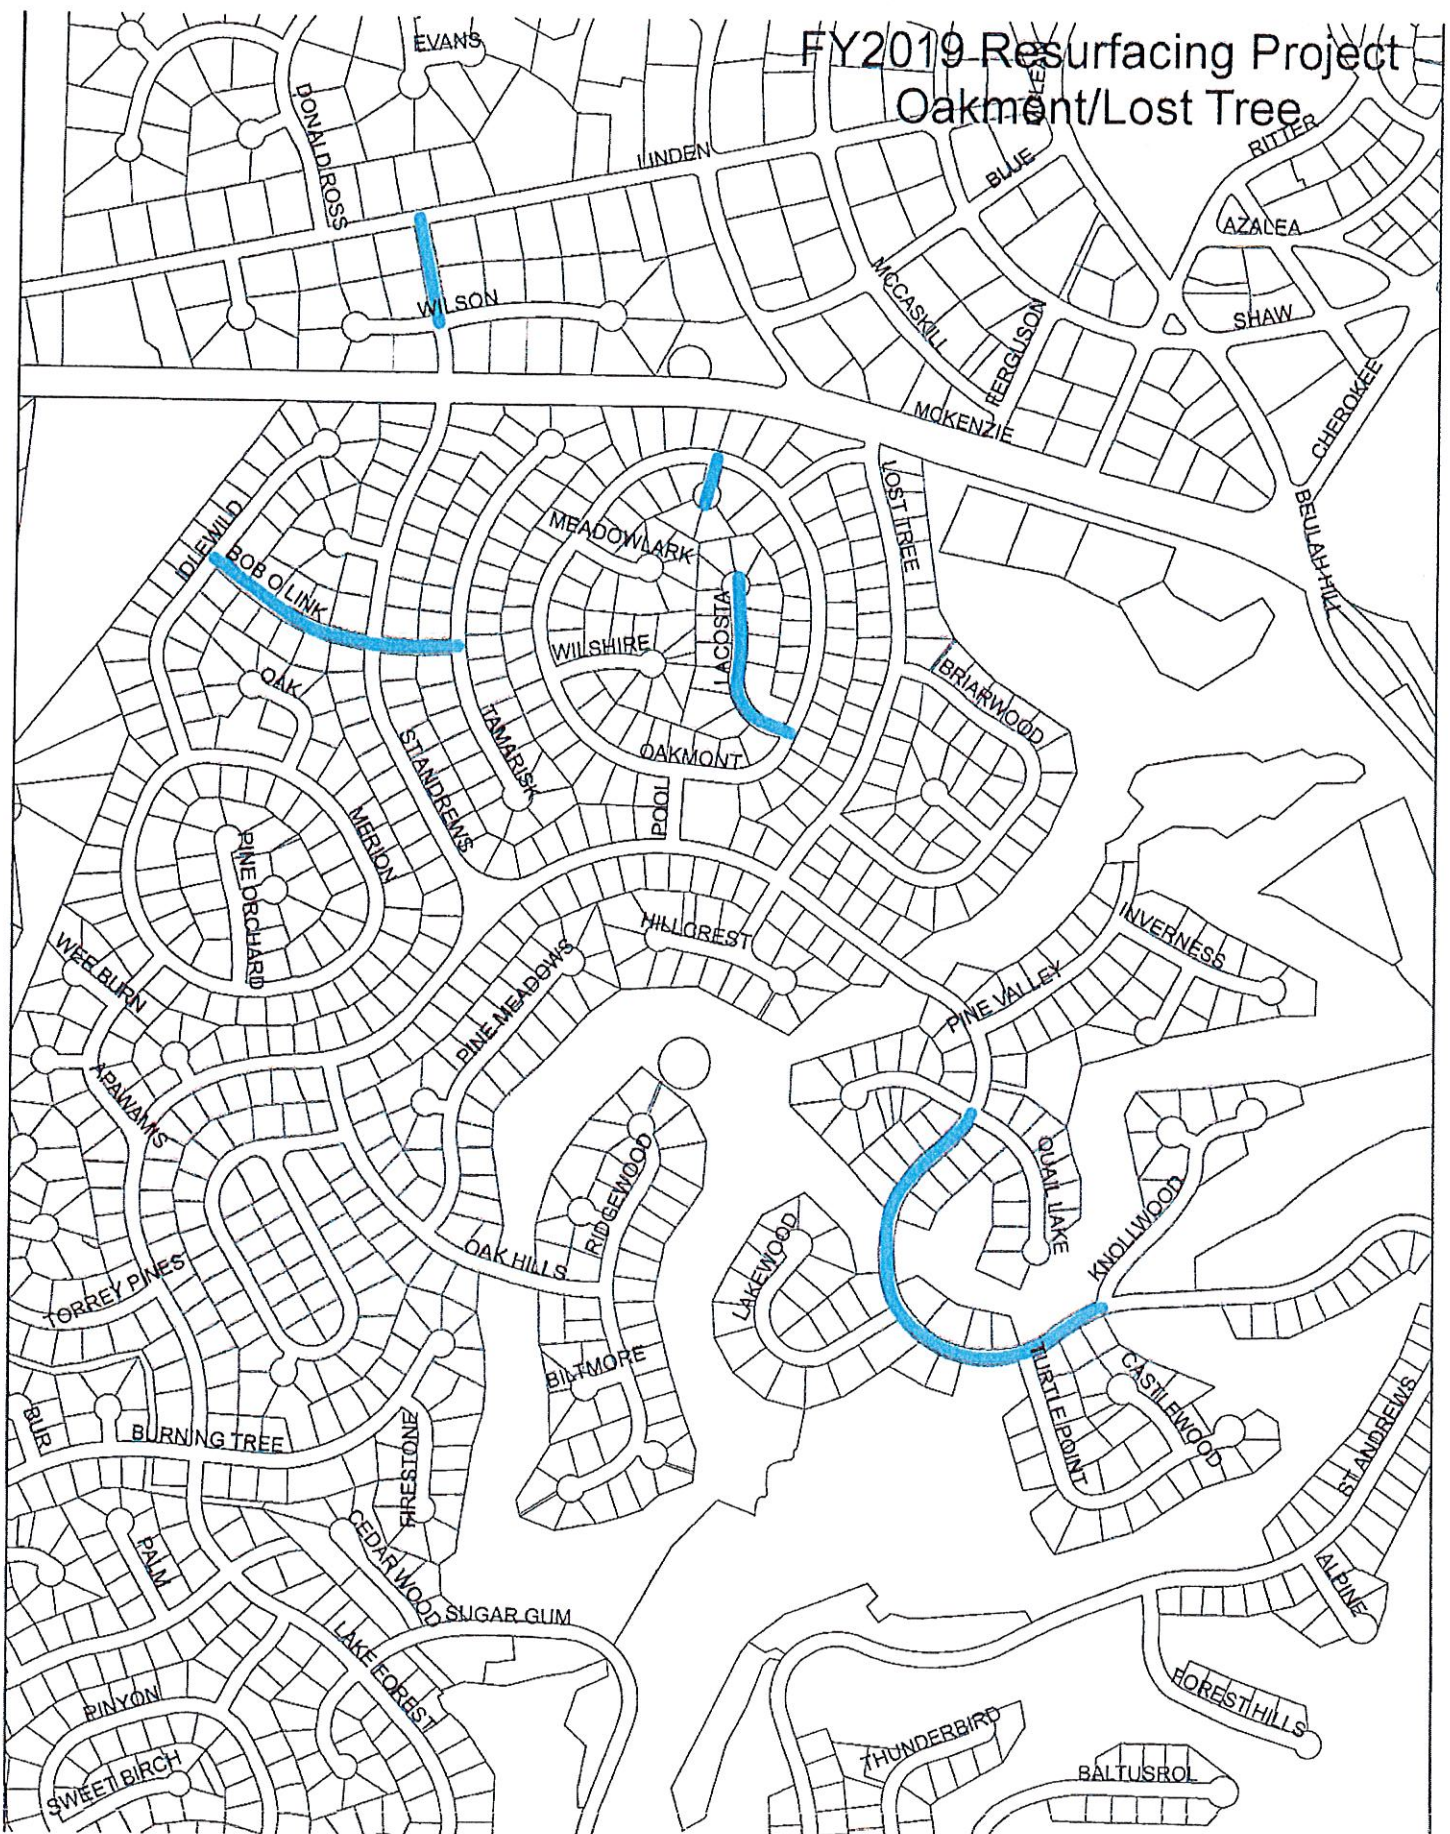 EVANS
FY2019 Resurfacing Project
Oakmont/Lost Tree
DONALD ROSS
LINDEN
BLUE
RITTER
AZALEA
WILSON
MCCASKILL
FERGUSON
SHAW
CHEROKEE
MCKENZIE
LOST TREE
BEULAH HILL
IDLEWILD
BOB O LINK
MEADOWLARK
LACOSTA
WILSHIRE
BRIARWOOD
OAK
TAMARISK
ST ANDREWS
OAKMONT
POOL
MERION
PINE ORCHARD
HILLCREST
INVERNESS
WEE BURN
PINE MEADOWS
PINE VALLEY
APAWAMIS
QUAIL LAKE
RIDGEWOOD
KNOLLWOOD
LAKEWOOD
OAK HILLS
TORREY PINES
BILTMORE
TURTLE POINT
CASTLEWOOD
ST ANDREWS
BUR
BURNING TREE
FIRESTONE
CEDARWOOD
PALM
ALPINE
SUGAR GUM
LAKE FOREST
PINYON
FOREST HILLS
THUNDERBIRD
SWEET BIRCH
BALTUSROL